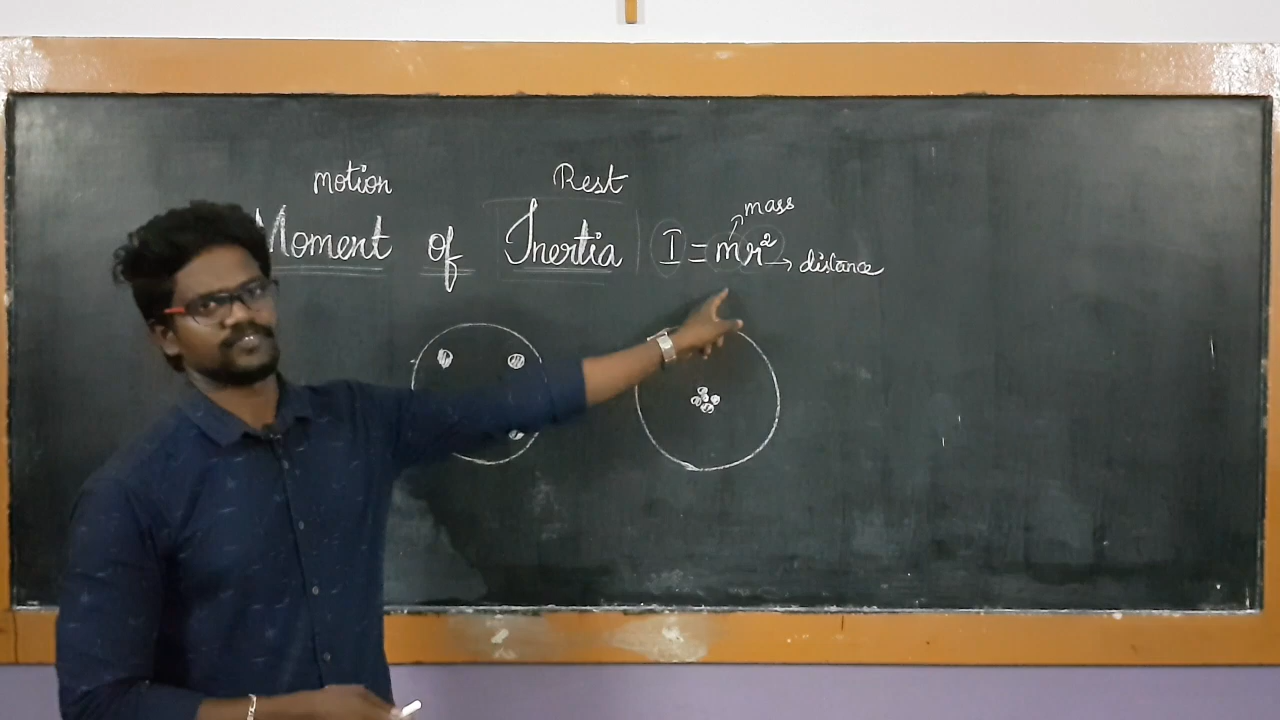 motion Rest
Moment of Inertia I = mr² → distance
mass